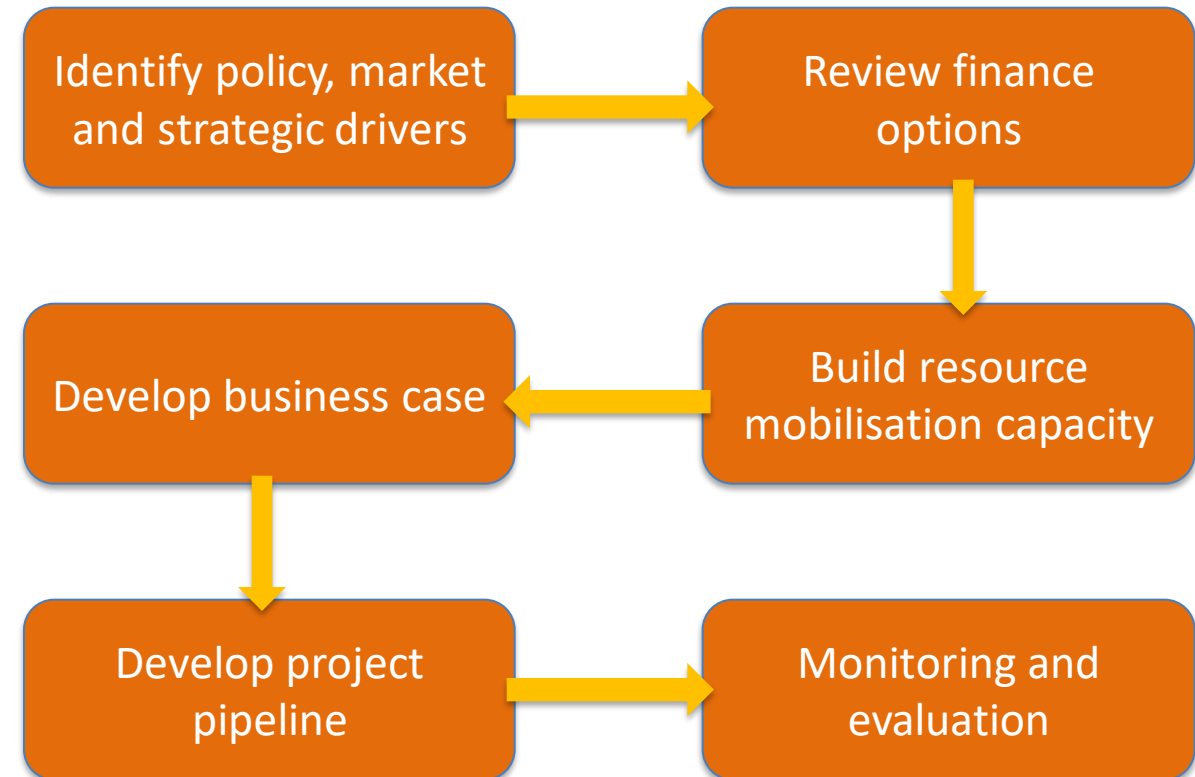 Identify policy, market
and strategic drivers
Review finance
options
Build resource
mobilisation capacity
Develop business case
Develop project
pipeline
Monitoring and
evaluation